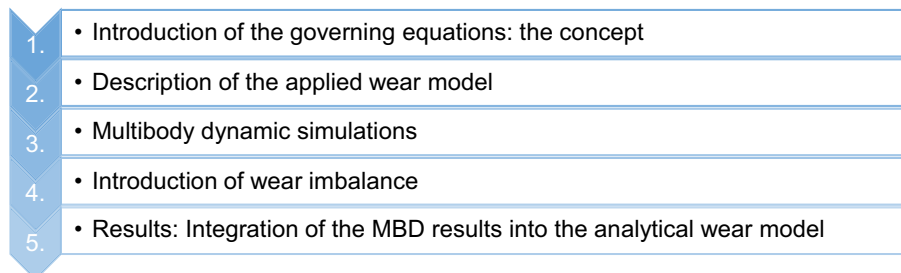 1. • Introduction of the governing equations: the concept
2. • Description of the applied wear model
3. • Multibody dynamic simulations
4. • Introduction of wear imbalance
5. • Results: Integration of the MBD results into the analytical wear model